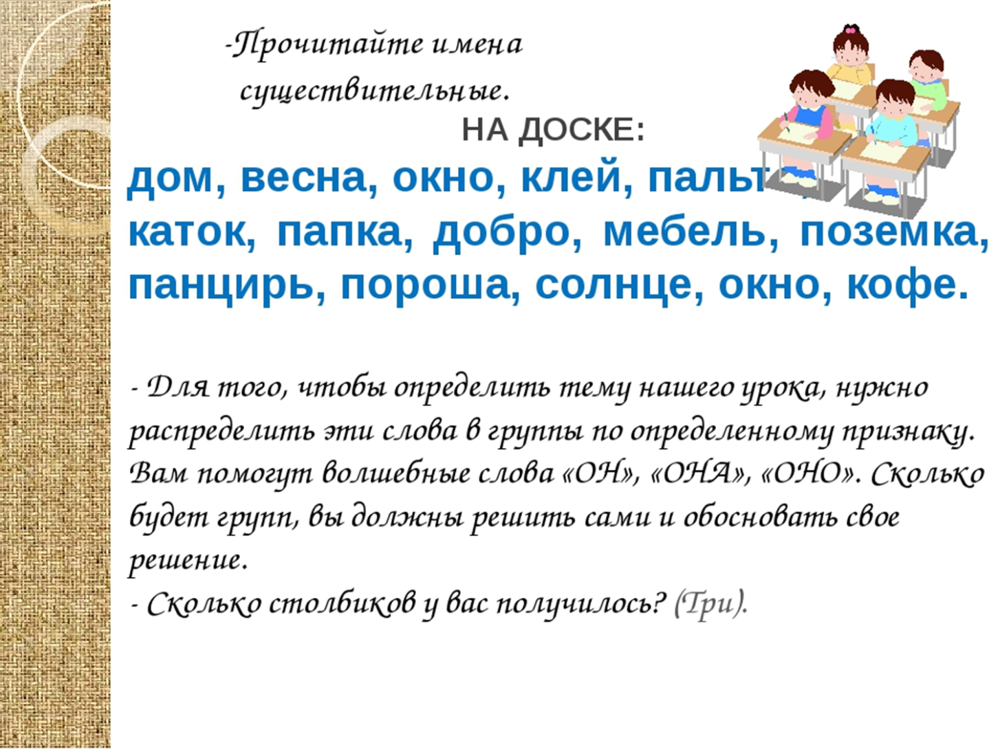 -Прочитайте имена
существительные.
НА ДОСКЕ:
дом, весна, окно, клей,
каток, папка, добро, мебель, поземка,
панцирь, пороша, солнце, окно, кофе.
- Для того, чтобы определить тему нашего урока, нужно
распределить эти слова в группы по определенному признаку.
Вам помогут волшебные слова «ОН», «ОНА», «ОНО». Сколько
будет групп, вы должны решить сами и обосновать свое
решение.
- Сколько столбиков у вас получилось? (Три).